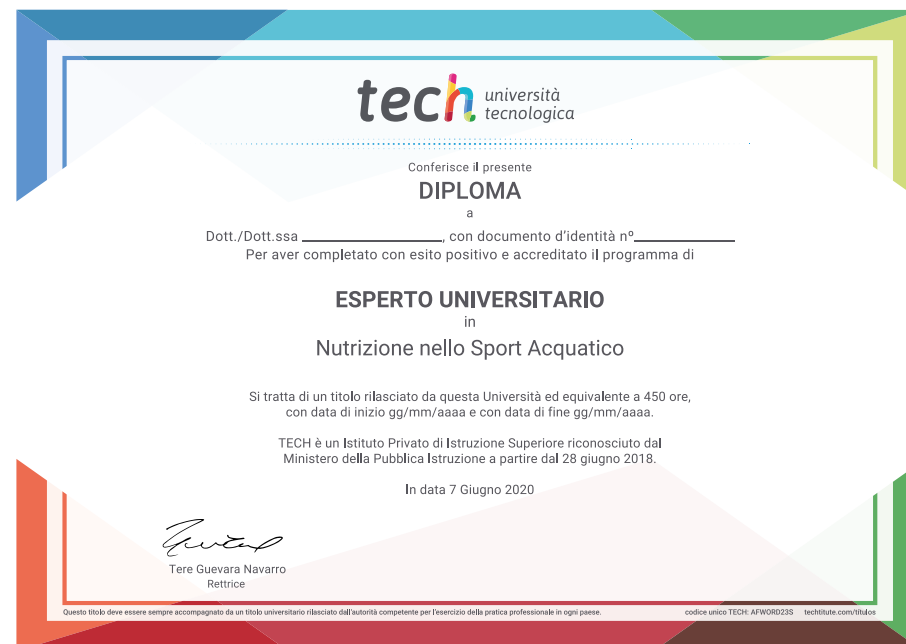 tech università
tecnologica
Conferisce il presente
DIPLOMA
a
Dott./Dott.ssa ________________, con documento d'identità nº____________
Per aver completato con esito positivo e accreditato il programma di
ESPERTO UNIVERSITARIO
in
Nutrizione nello Sport Acquatico
Si tratta di un titolo rilasciato da questa Università ed equivalente a 450 ore,
con data di inizio gg/mm/aaaa e con data di fine gg/mm/aaaa.
TECH è un Istituto Privato di Istruzione Superiore riconosciuto dal
Ministero della Pubblica Istruzione a partire dal 28 giugno 2018.
In data 7 Giugno 2020
Tere Guevara Navarro
Rettrice
Questo titolo deve essere sempre accompagnato da un titolo universitario rilasciato dall'autorità competente per l'esercizio della pratica professionale in ogni paese. codice unico TECH: AFWORD23S techtitute.com/títulos